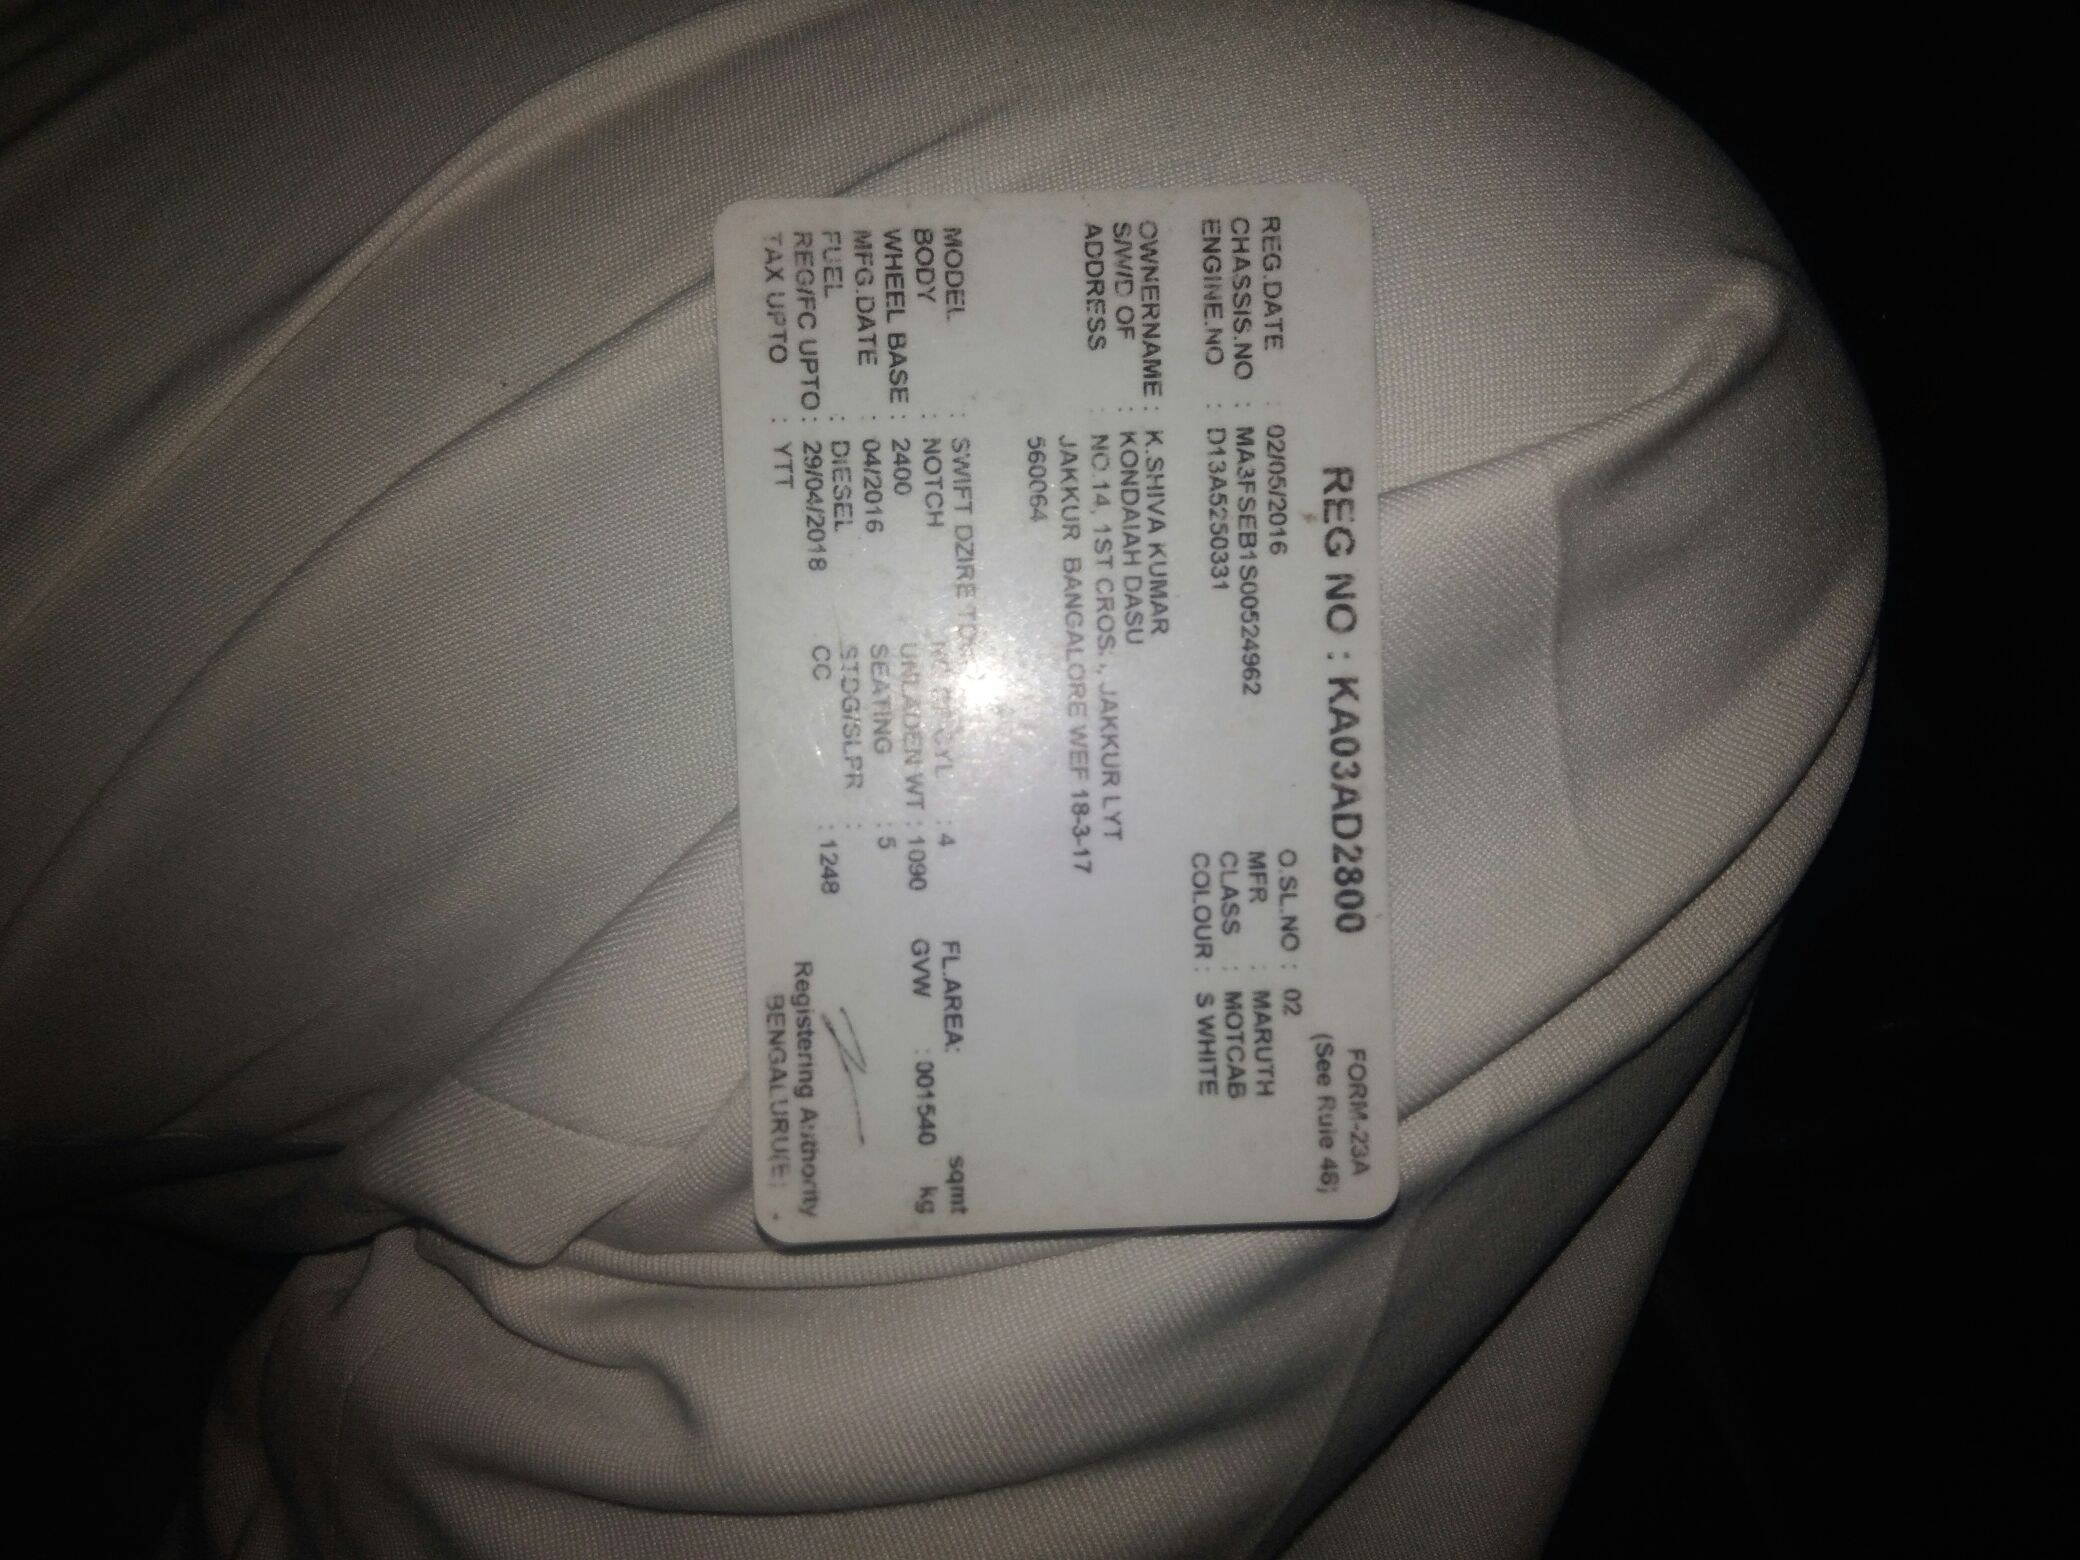 FORM-23A
REG NO : KA03AD2800 (See Rule 48)
REG.DATE : 02/05/2016 O.SL.NO : 02
CHASSIS.NO : MA3FSEB1S00524962 MFR : MARUTH
ENGINE.NO : D13A5250331 CLASS : MOTCAB
COLOUR : S WHITE
OWNERNAME : K.SHIVA KUMAR
S/W/D OF : KONDAIAH DASU
ADDRESS : NO.14, 1ST CROS., JAKKUR LYT
JAKKUR BANGALORE WEF 18-3-17
560064
MODEL : SWIFT DZIRE
BODY : NOTCH CYL : 4 FL.AREA: sqmt
WHEEL BASE : 2400 UNLADEN WT : 1090 GVW : 001540 kg
MFG.DATE : 04/2016 SEATING : 5
FUEL : DIESEL STDG/SLPR :
REG/FC UPTO : 29/04/2018 CC : 1248
TAX UPTO : YTT
Registering Authority
BENGALURU(E)